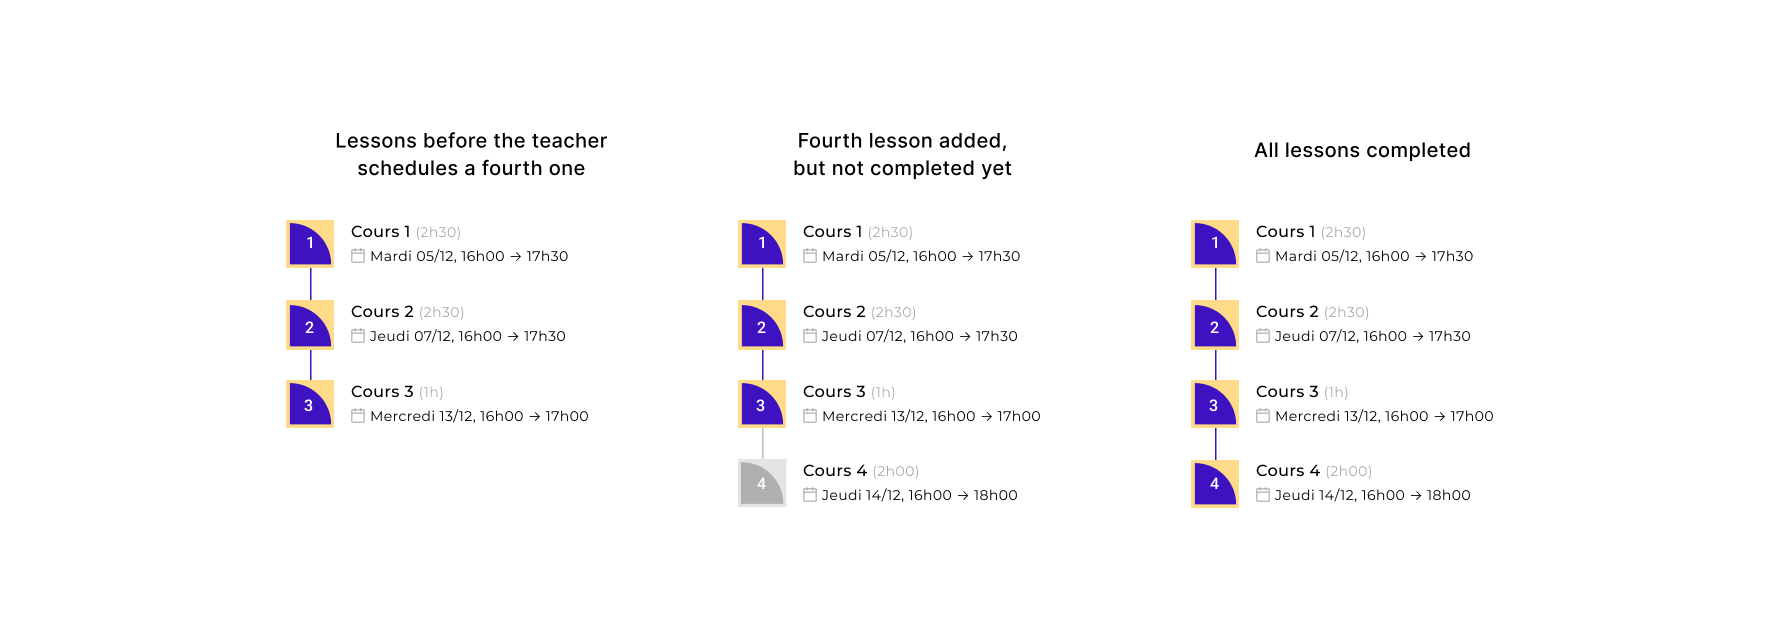 Lessons before the teacher
schedules a fourth one
1
Cours 1 (2h30)
Mardi 05/12, 16h00 → 17h30
2
Cours 2 (2h30)
Jeudi 07/12, 16h00 → 17h30
3
Cours 3 (1h)
Mercredi 13/12, 16h00 → 17h00
Fourth lesson added,
but not completed yet
1
Cours 1 (2h30)
Mardi 05/12, 16h00 → 17h30
2
Cours 2 (2h30)
Jeudi 07/12, 16h00 → 17h30
3
Cours 3 (1h)
Mercredi 13/12, 16h00 → 17h00
4
Cours 4 (2h00)
Jeudi 14/12, 16h00 → 18h00
All lessons completed
1
Cours 1 (2h30)
Mardi 05/12, 16h00 → 17h30
2
Cours 2 (2h30)
Jeudi 07/12, 16h00 → 17h30
3
Cours 3 (1h)
Mercredi 13/12, 16h00 → 17h00
4
Cours 4 (2h00)
Jeudi 14/12, 16h00 → 18h00